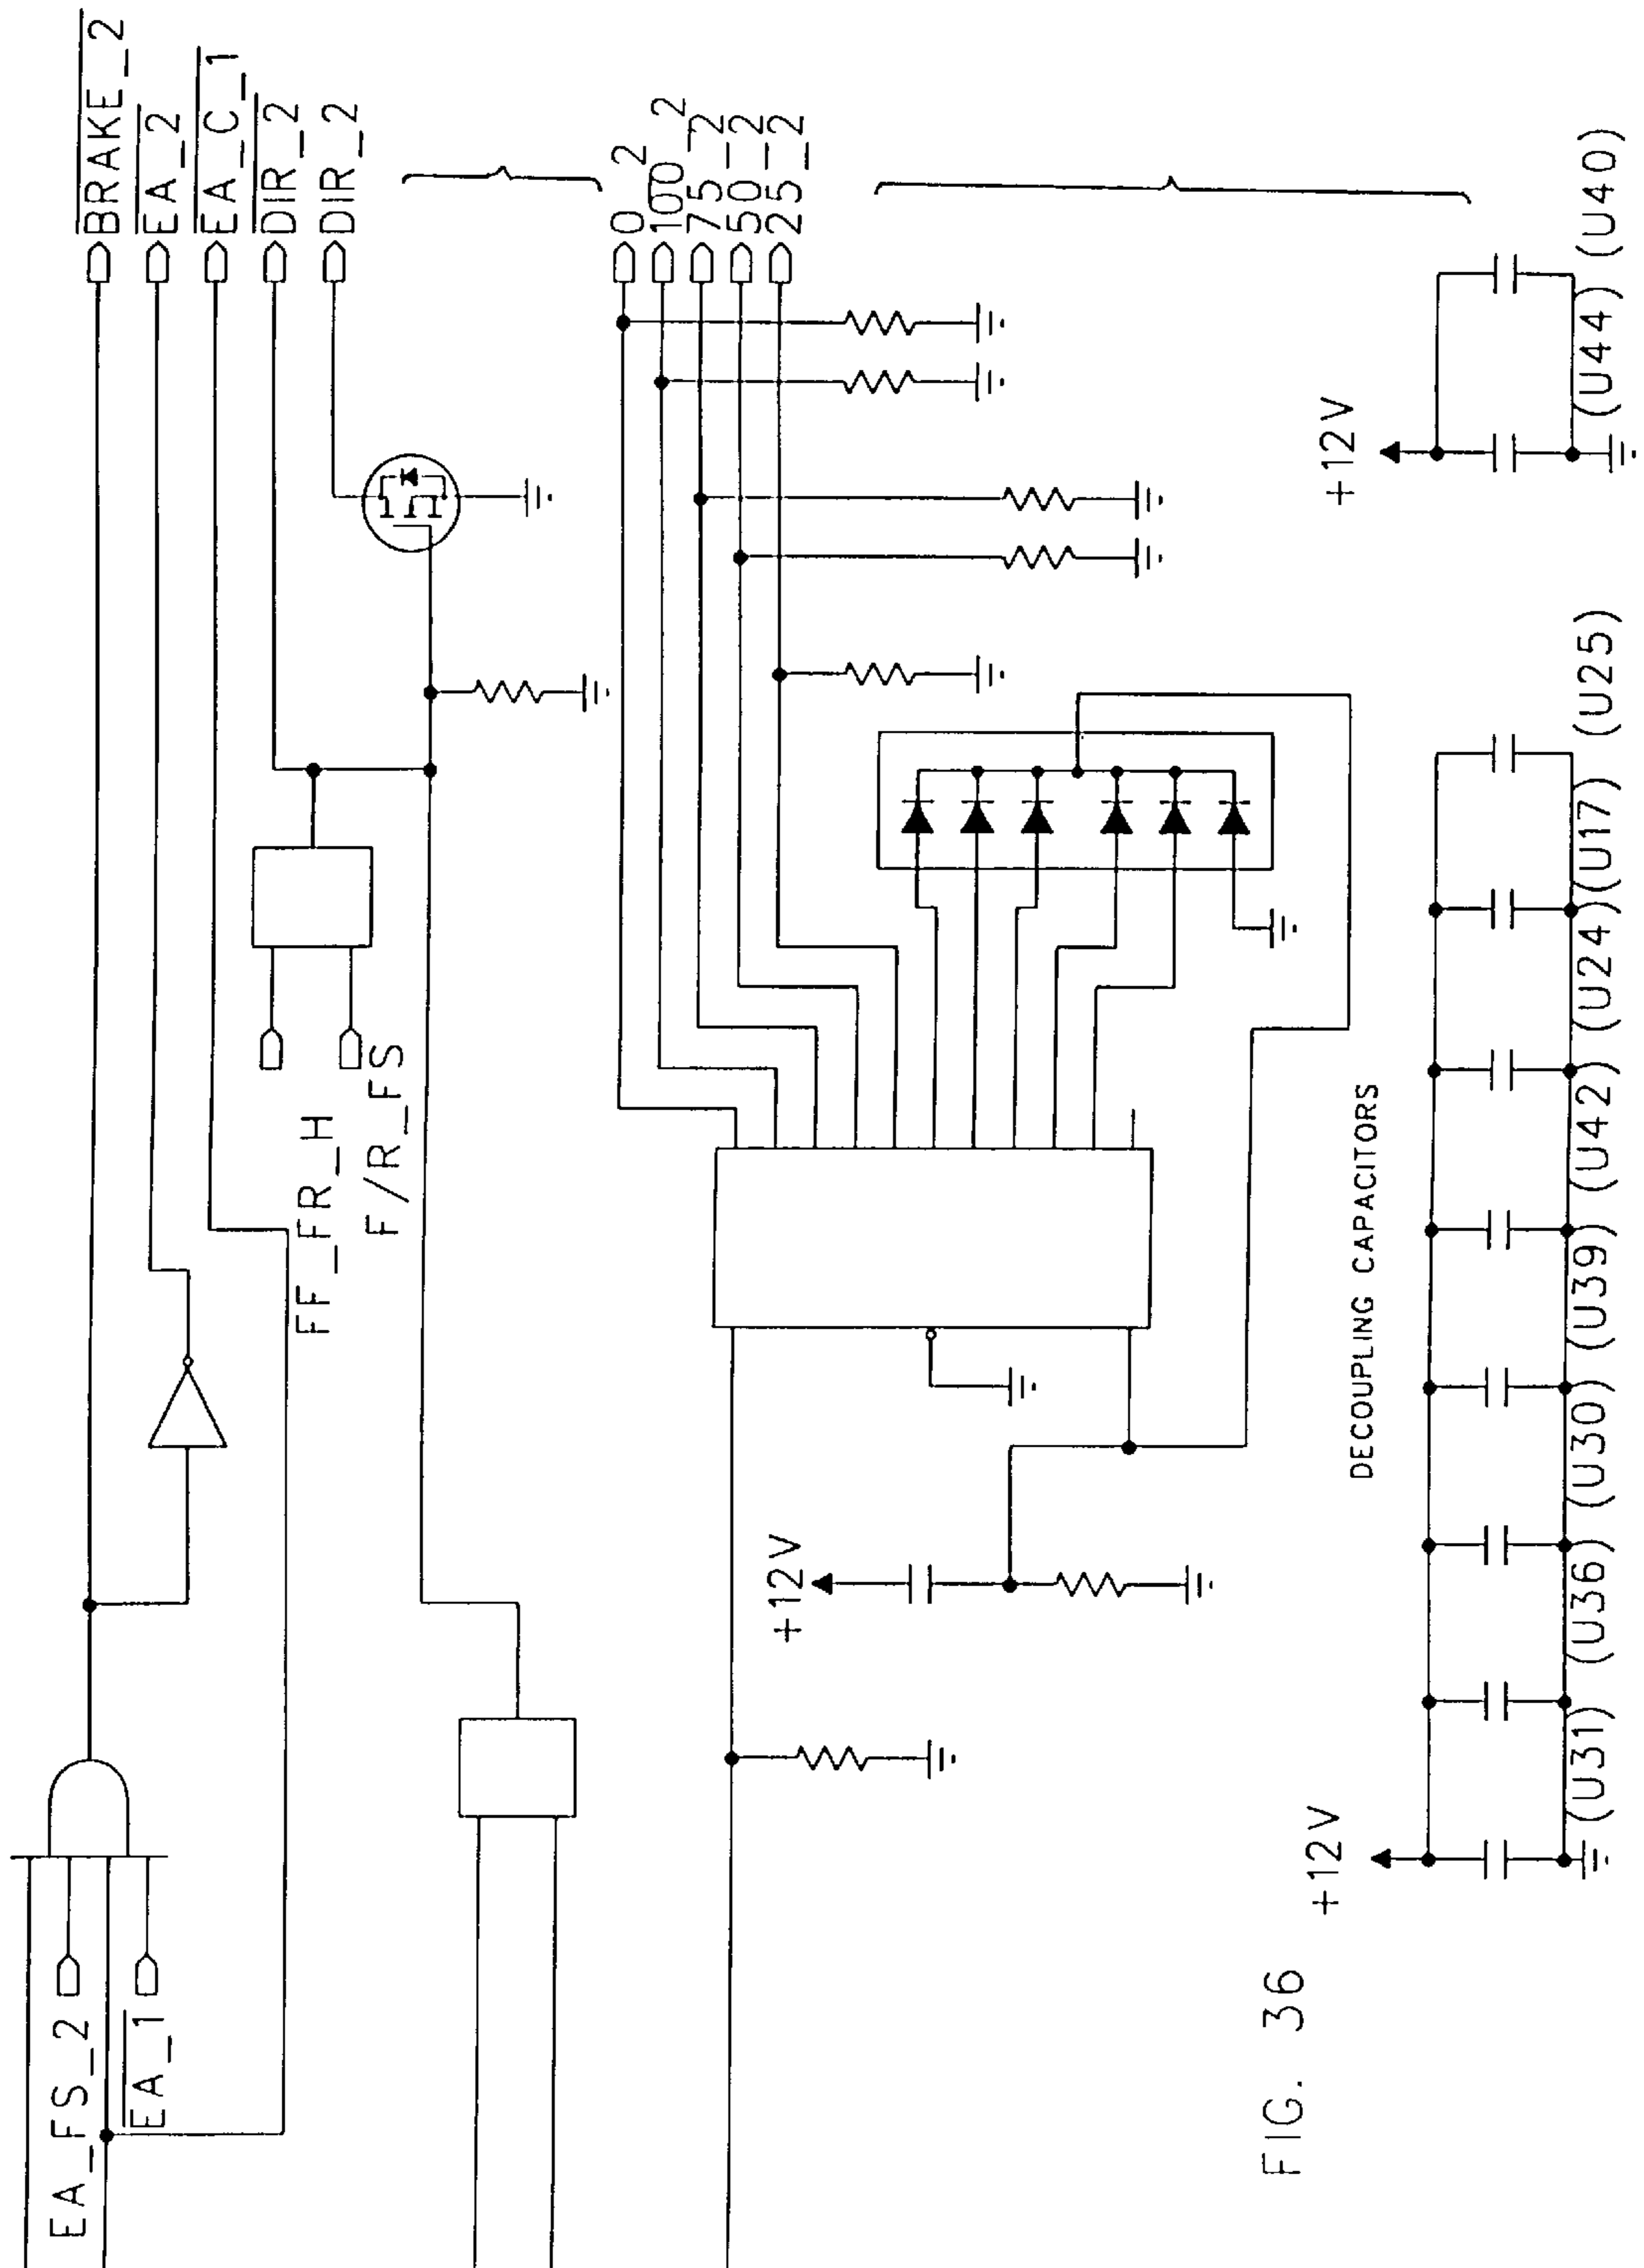 BRAKE_2
EA_2
EA_C_1
DIR_2
DIR_2
0_2
100_2
75_2
50_2
25_2
EA_FS_2
EA_1
FF_FR_H
F/R_FS
+12V
DECOUPLING CAPACITORS
+12V
(U31) (U36) (U30) (U39) (U42) (U24) (U17) (U25)
+12V
(U44) (U40)
FIG. 36